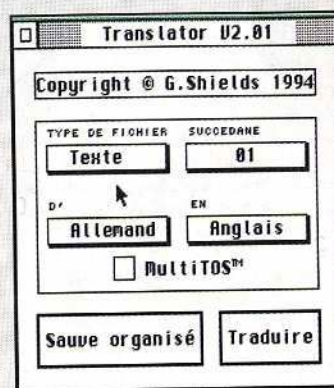 Translator V2.01
Copyright © G.Shields 1994
TYPE DE FICHIER SUCCEDANE
Texte 01
D' EN
Allemand Anglais
MultiTOS™
Sauve organisé Traduire